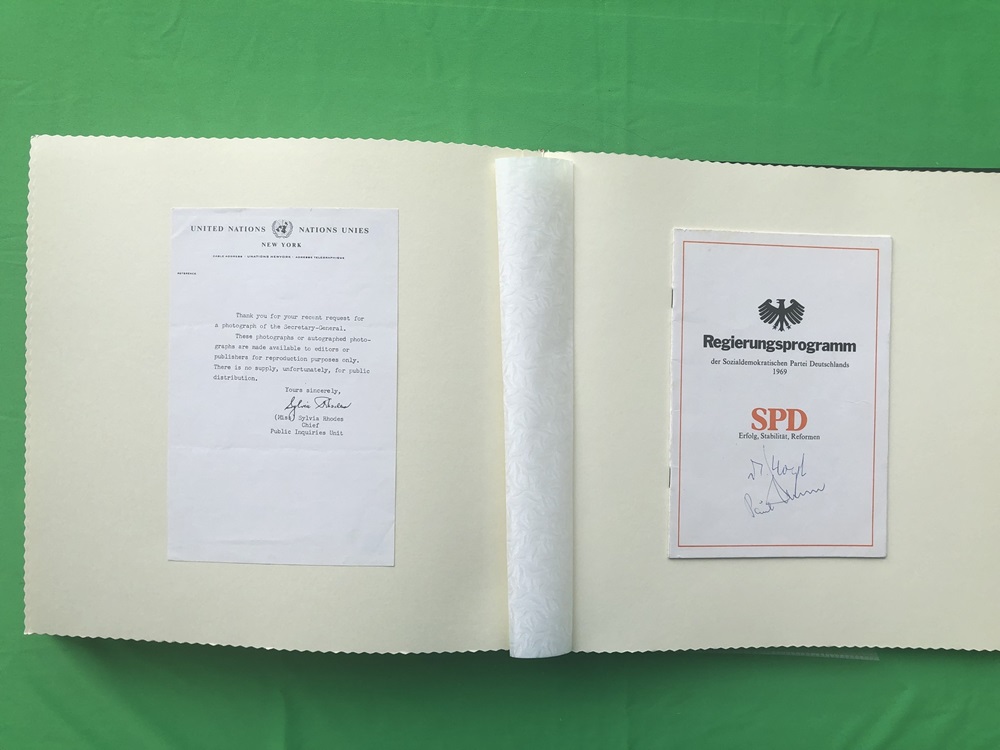 UNITED NATIONS NATIONS UNIES
NEW YORK
Thank you for your recent request for
a photograph of the Secretary-General.
These photographs or autographed photo-
graphs are made available to editors or
publishers for reproduction purposes only.
There is no supply, unfortunately, for public
distribution.
Yours sincerely,
Sylvia Rhodes
(Miss) Sylvia Rhodes
Chief
Public Inquiries Unit
Regierungsprogramm
der Sozialdemokratischen Partei Deutschlands
1969
SPD
Erfolg, Stabilität, Reformen